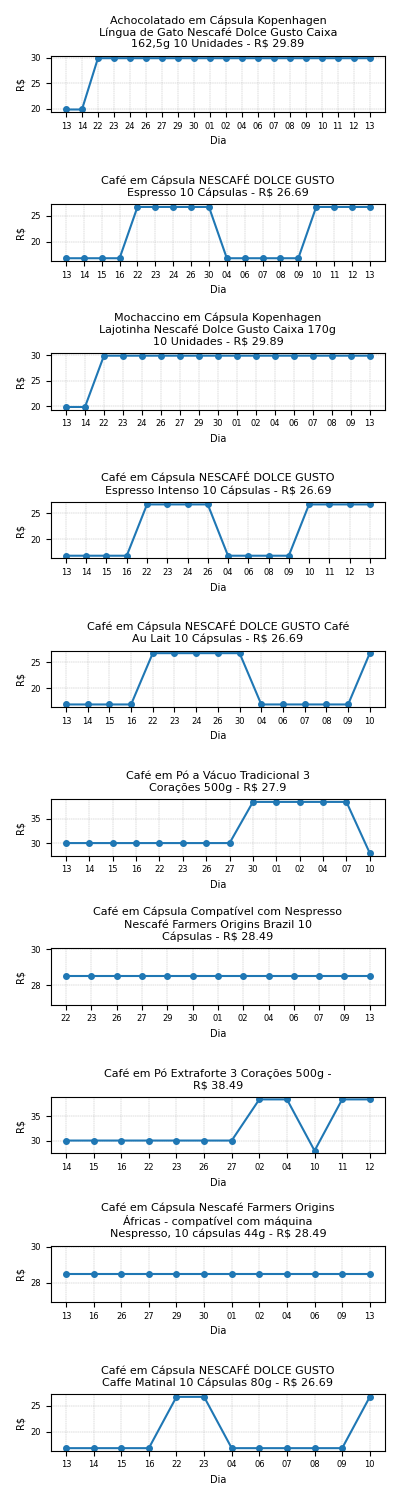 Achocolatado em Cápsula Kopenhagen
Língua de Gato Nescafé Dolce Gusto Caixa
162,5g 10 Unidades - R$ 29.89
30
25
20
R$
13 14 22 23 24 26 27 29 30 01 02 04 06 07 08 09 10 11 12 13
Dia
Café em Cápsula NESCAFÉ DOLCE GUSTO
Espresso 10 Cápsulas - R$ 26.69
25
20
R$
13 14 15 16 22 23 24 26 30 04 06 07 08 09 10 11 12 13
Dia
Mochaccino em Cápsula Kopenhagen
Lajotinha Nescafé Dolce Gusto Caixa 170g
10 Unidades - R$ 29.89
30
25
20
R$
13 14 22 23 24 26 27 29 30 01 02 04 06 07 08 09 13
Dia
Café em Cápsula NESCAFÉ DOLCE GUSTO
Espresso Intenso 10 Cápsulas - R$ 26.69
25
20
R$
13 14 15 16 22 23 24 26 04 06 08 09 10 11 12 13
Dia
Café em Cápsula NESCAFÉ DOLCE GUSTO Café
Au Lait 10 Cápsulas - R$ 26.69
25
20
R$
13 14 15 16 22 23 24 26 30 04 06 07 08 09 10
Dia
Café em Pó a Vácuo Tradicional 3
Corações 500g - R$ 27.9
35
30
R$
13 14 15 16 22 23 26 27 30 01 02 04 07 10
Dia
Café em Cápsula Compatível com Nespresso
Nescafé Farmers Origins Brazil 10
Cápsulas - R$ 28.49
30
28
R$
22 23 26 27 29 30 01 02 04 06 07 09 13
Dia
Café em Pó Extraforte 3 Corações 500g -
R$ 38.49
35
30
R$
14 15 16 22 23 26 27 02 04 10 11 12
Dia
Café em Cápsula Nescafé Farmers Origins
Áfricas - compatível com máquina
Nespresso, 10 cápsulas 44g - R$ 28.49
30
28
R$
13 16 26 27 29 30 01 02 04 06 09 13
Dia
Café em Cápsula NESCAFÉ DOLCE GUSTO
Caffe Matinal 10 Cápsulas 80g - R$ 26.69
25
20
R$
13 14 15 16 22 23 04 06 07 08 09 10
Dia